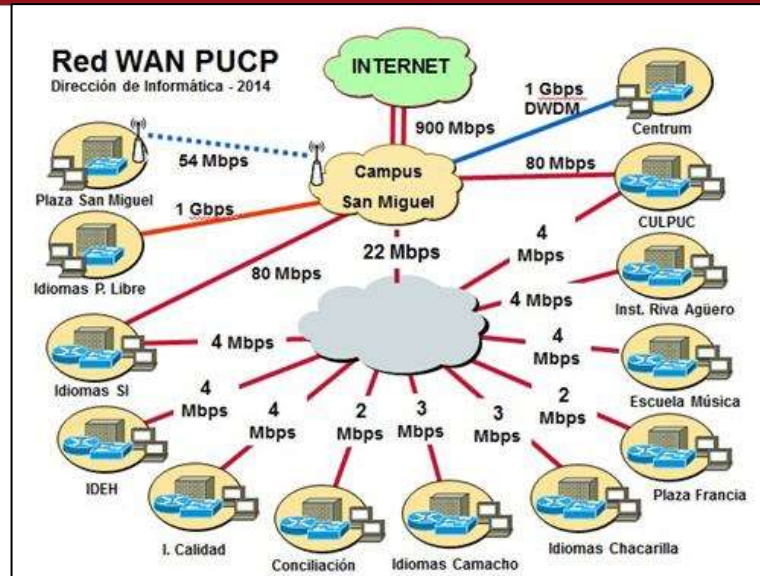 Red WAN PUCP
Dirección de Informática - 2014
INTERNET
1 Gbps
DWDM
Centrum
900 Mbps
54 Mbps
Plaza San Miguel
Campus
San Miguel
80 Mbps
CULPUC
1 Gbps
Idiomas P. Libre
22 Mbps
80 Mbps
4
Mbps
4 Mbps
Inst. Riva Agüero
4 Mbps
Idiomas SI
4
Mbps
Escuela Música
4
Mbps
IDEH
4
Mbps
I. Calidad
2
Mbps
Conciliación
3
Mbps
Idiomas Camacho
3
Mbps
Idiomas Chacarilla
2
Mbps
Plaza Francia